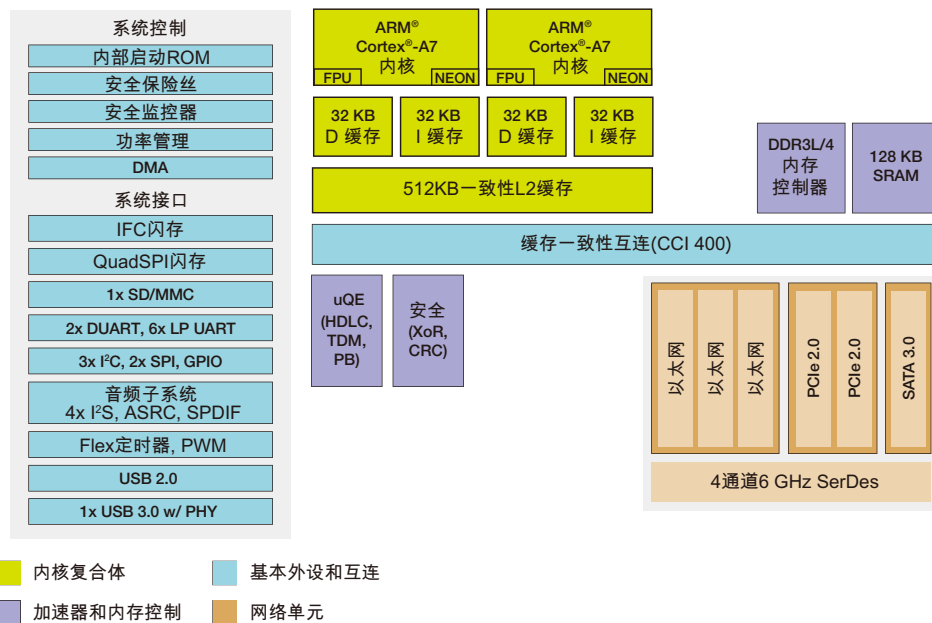 系统控制
内部启动ROM
安全保险丝
安全监控器
功率管理
DMA
系统接口
IFC闪存
QuadSPI闪存
1x SD/MMC
2x DUART, 6x LP UART
3x I²C, 2x SPI, GPIO
音频子系统
4x I²S, ASRC, SPDIF
Flex定时器, PWM
USB 2.0
1x USB 3.0 w/ PHY
ARM®
Cortex®-A7
内核
FPU
NEON
ARM®
Cortex®-A7
内核
FPU
NEON
32 KB
D 缓存
32 KB
I 缓存
32 KB
D 缓存
32 KB
I 缓存
512KB一致性L2缓存
DDR3L/4
内存
控制器
128 KB
SRAM
缓存一致性互连(CCI 400)
uQE
(HDLC,
TDM,
PB)
安全
(XoR,
CRC)
以太网
以太网
以太网
PCIe 2.0
PCIe 2.0
SATA 3.0
4通道6 GHz SerDes
内核复合体
基本外设和互连
加速器和内存控制
网络单元